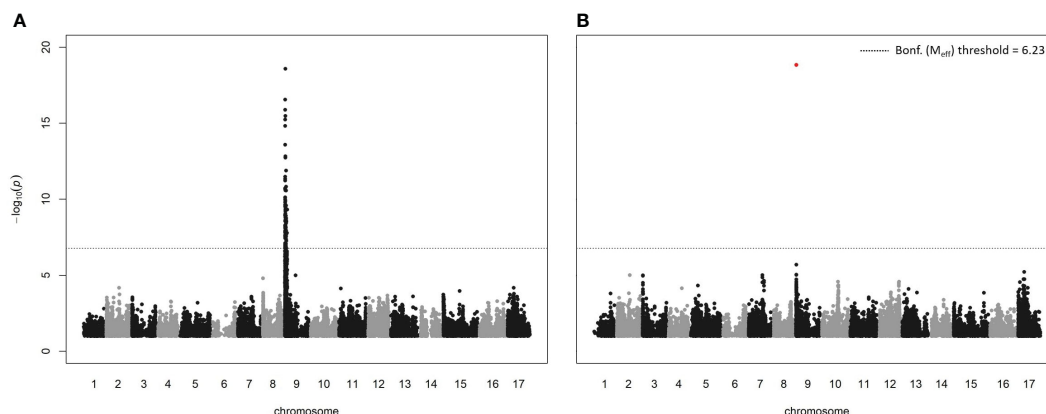 A
B
20
15
10
5
0
−log₁₀(p)
Bonf. (Meff) threshold = 6.23
1 2 3 4 5 6 7 8 9 10 11 12 13 14 15 16 17
1 2 3 4 5 6 7 8 9 10 11 12 13 14 15 16 17
chromosome
chromosome